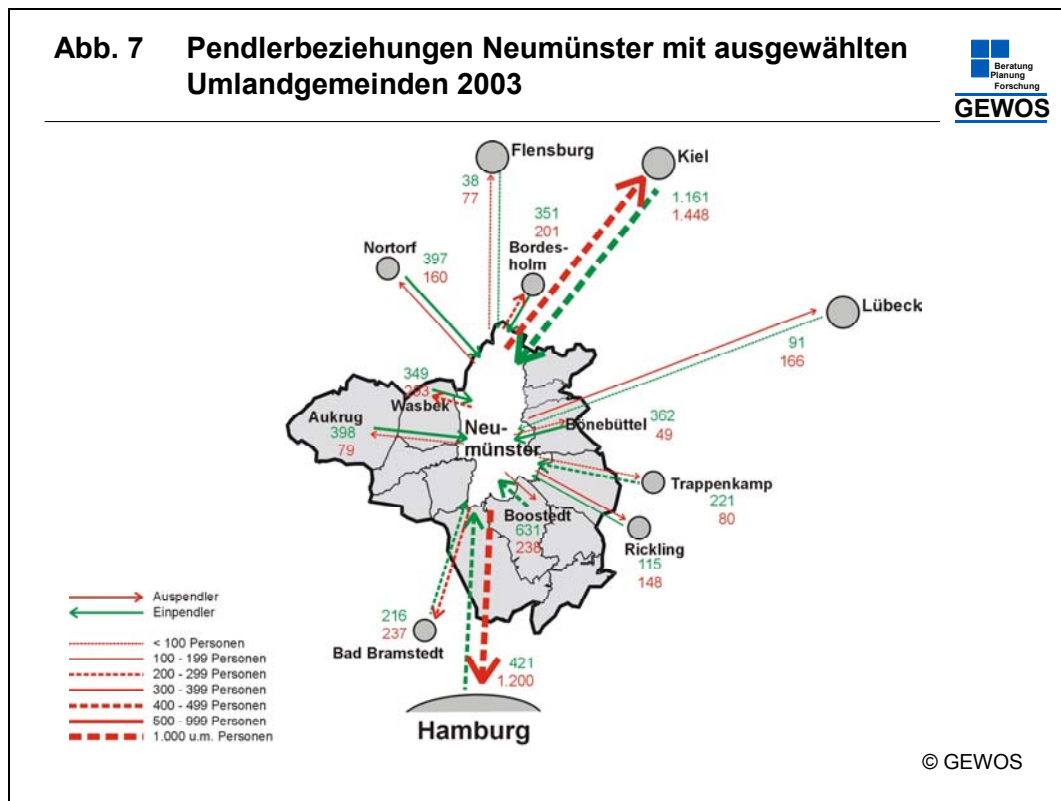 Abb. 7 Pendlerbeziehungen Neumünster mit ausgewählten
Umlandgemeinden 2003
Beratung
Planung
Forschung
GEWOS
Flensburg
38
77
Kiel
1.161
1.448
351
201
Bordes-
holm
Nortorf
397
160
Lübeck
91
166
349
253
Wasbek
Aukrug
398
79
Neu-
münster
Bönebüttel
362
49
Trappenkamp
221
80
Boostedt
631
238
Rickling
115
148
216
237
Bad Bramstedt
421
1.200
Hamburg
Auspendler
Einpendler
< 100 Personen
100 - 199 Personen
200 - 299 Personen
300 - 399 Personen
400 - 499 Personen
500 - 999 Personen
1.000 u.m. Personen
© GEWOS